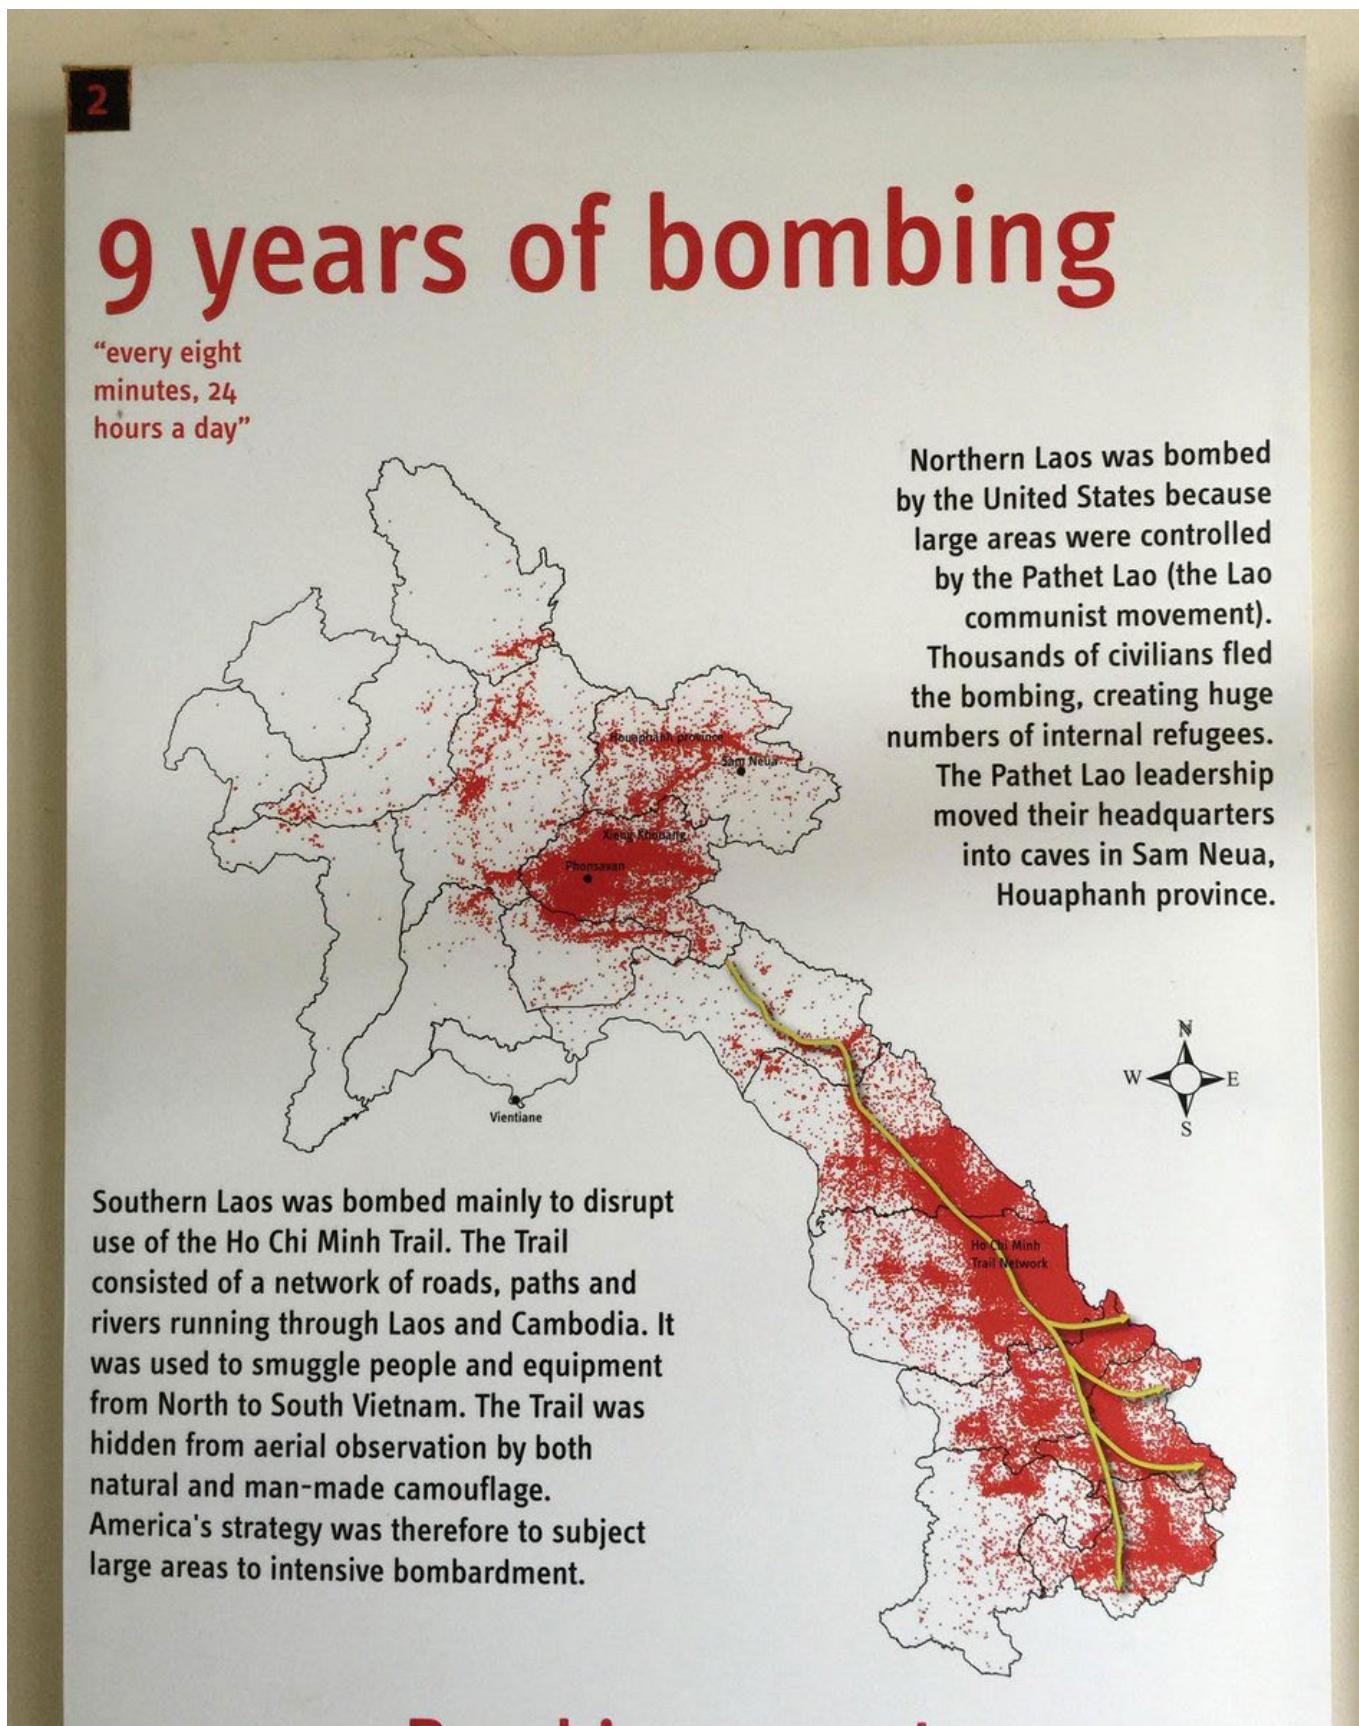 2
9 years of bombing
“every eight
minutes, 24
hours a day”
Northern Laos was bombed
by the United States because
large areas were controlled
by the Pathet Lao (the Lao
communist movement).
Thousands of civilians fled
the bombing, creating huge
numbers of internal refugees.
The Pathet Lao leadership
moved their headquarters
into caves in Sam Neua,
Houaphanh province.
Houaphanh province
Sam Neua
Xieng Khouang
Phonsavan
Vientiane
N
W E
S
Ho Chi Minh
Trail Network
Southern Laos was bombed mainly to disrupt
use of the Ho Chi Minh Trail. The Trail
consisted of a network of roads, paths and
rivers running through Laos and Cambodia. It
was used to smuggle people and equipment
from North to South Vietnam. The Trail was
hidden from aerial observation by both
natural and man-made camouflage.
America's strategy was therefore to subject
large areas to intensive bombardment.